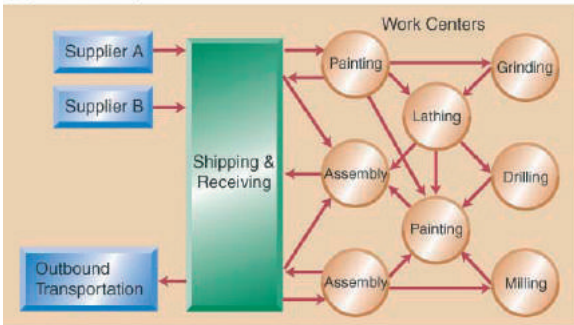 Work Centers
Supplier A
Painting
Grinding
Supplier B
Lathing
Shipping &
Receiving
Assembly
Drilling
Painting
Outbound
Transportation
Assembly
Milling